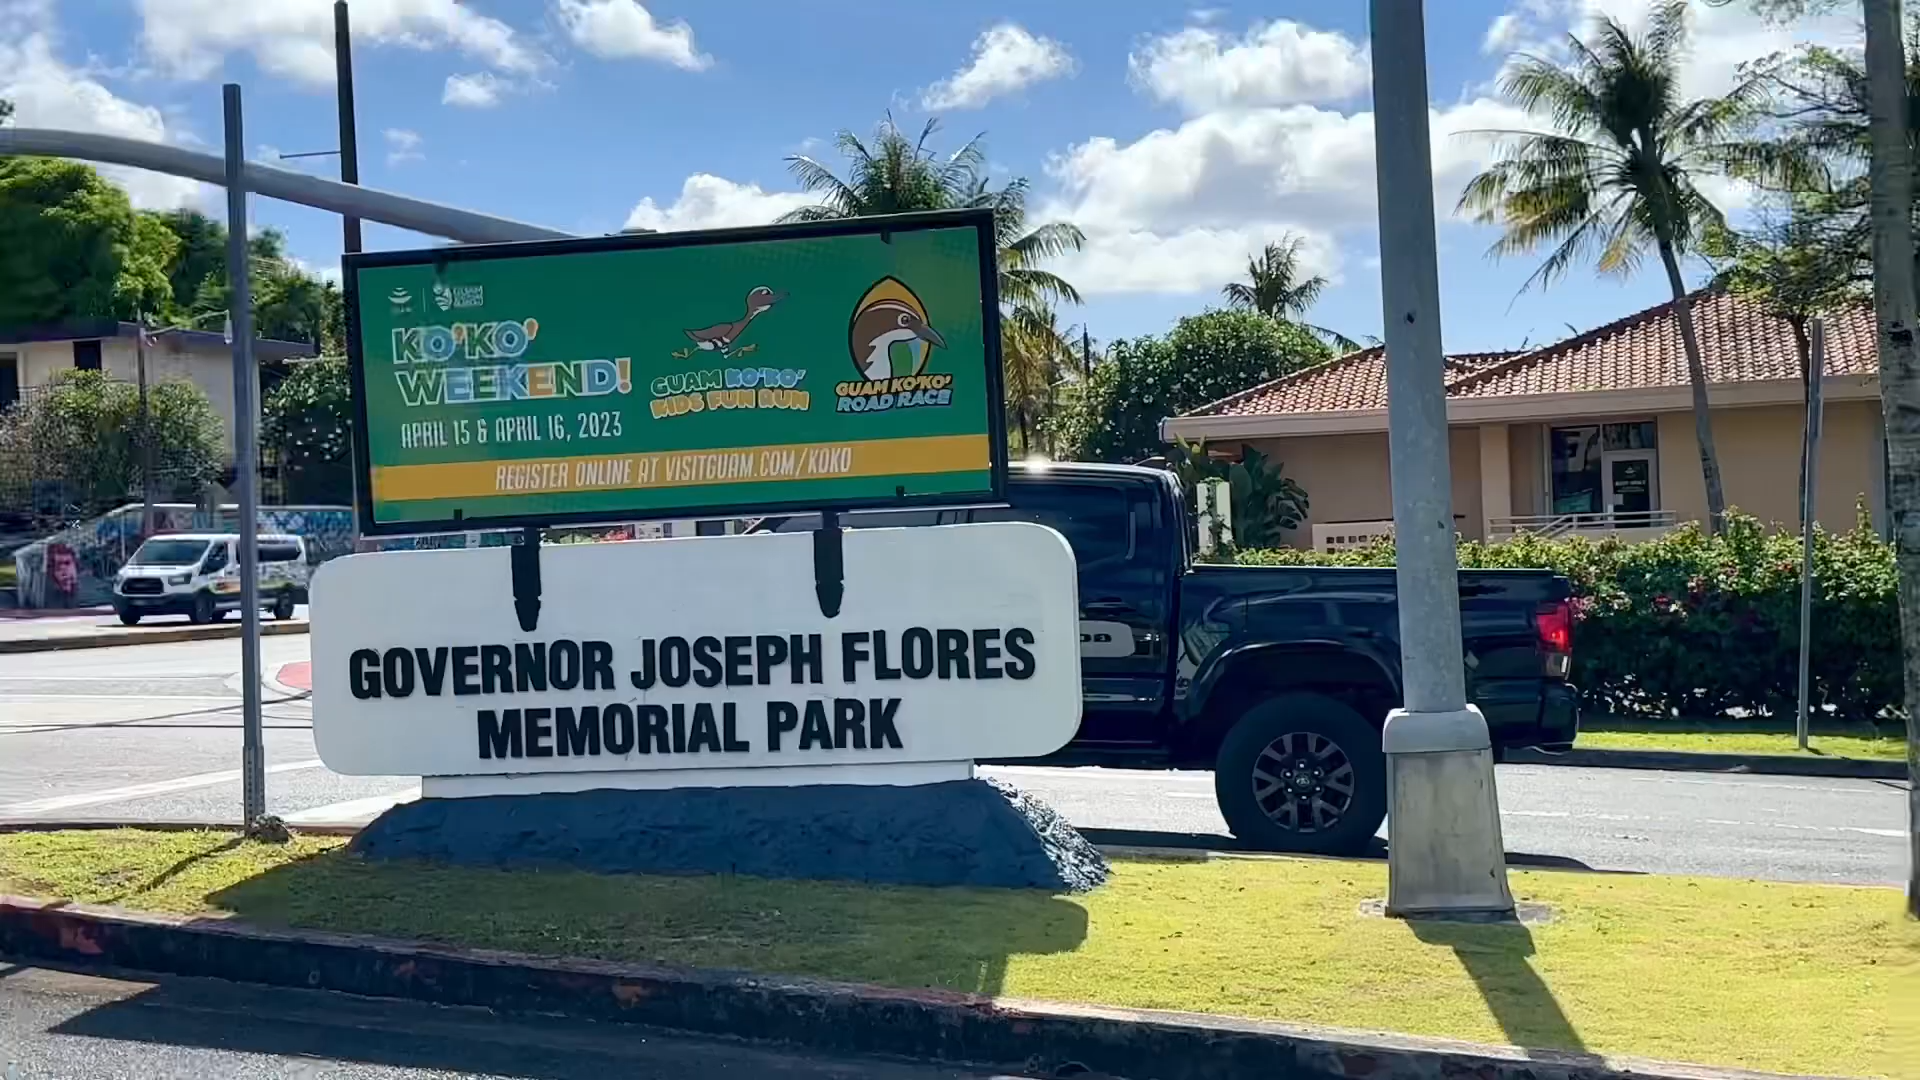 KO'KO'
WEEKEND!
APRIL 15 & APRIL 16, 2023
GUAM KO'KO'
KIDS FUN RUN
GUAM KO'KO'
ROAD RACE
REGISTER ONLINE AT VISITGUAM.COM/KOKO
GOVERNOR JOSEPH FLORES
MEMORIAL PARK